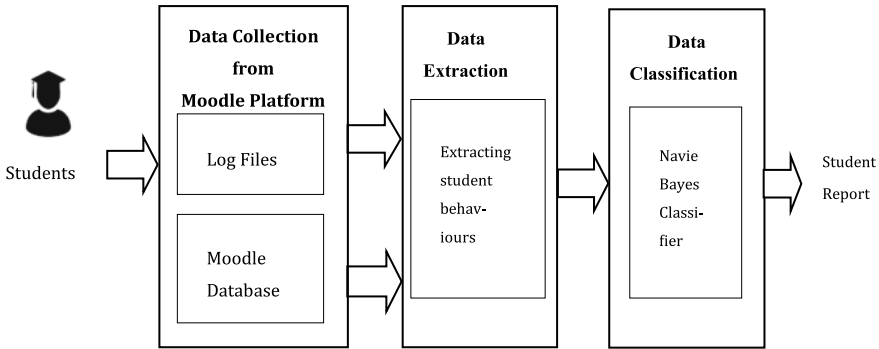 Students
Data Collection
from
Moodle Platform
Log Files
Moodle
Database
Data
Extraction
Extracting
student
behav-
iours
Data
Classification
Navie
Bayes
Classi-
fier
Student
Report